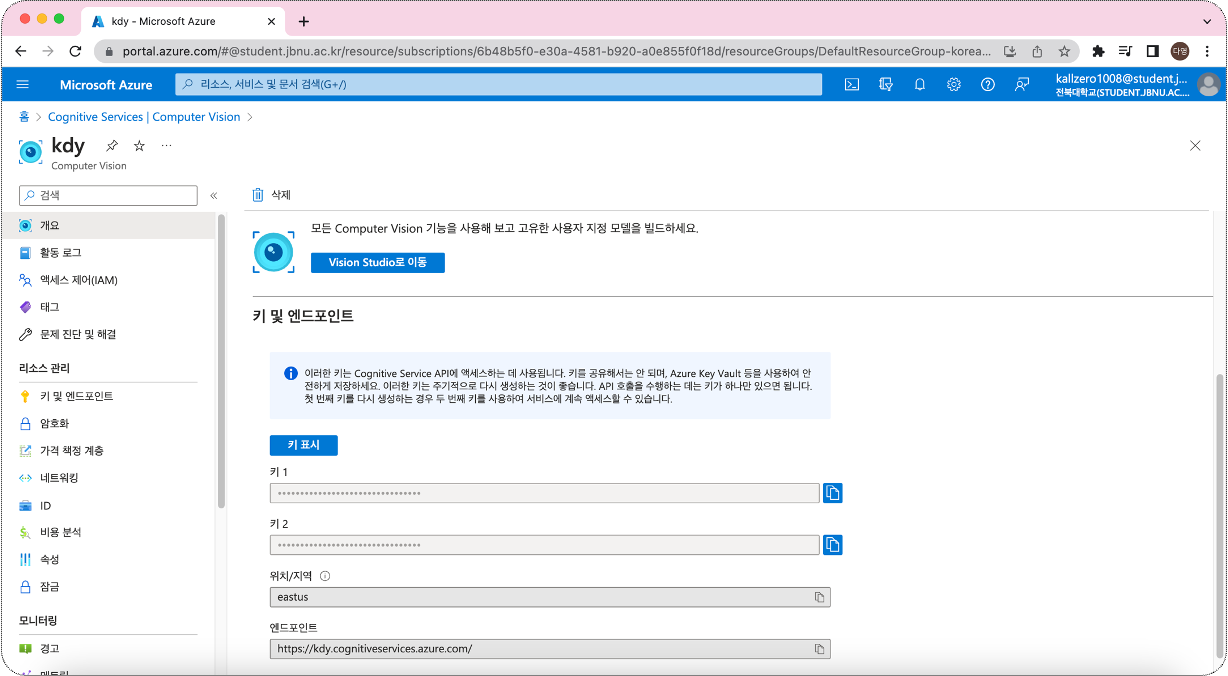 kdy - Microsoft Azure
portal.azure.com/#@student.jbnu.ac.kr/resource/subscriptions/6b48b5f0-e30a-4581-b920-a0e855f0f18d/resourceGroups/DefaultResourceGroup-korea...
다영
Microsoft Azure
리소스, 서비스 및 문서 검색(G+/)
kallzero1008@student.j...
전북대학교(STUDENT.JBNU.AC....
홈 > Cognitive Services | Computer Vision >
kdy
...
Computer Vision
검색
«
삭제
개요
활동 로그
액세스 제어(IAM)
태그
문제 진단 및 해결
리소스 관리
키 및 엔드포인트
암호화
가격 책정 계층
네트워킹
ID
비용 분석
속성
잠금
모니터링
경고
메트릭
모든 Computer Vision 기능을 사용해 보고 고유한 사용자 지정 모델을 빌드하세요.
Vision Studio로 이동
키 및 엔드포인트
이러한 키는 Cognitive Service API에 액세스하는 데 사용됩니다. 키를 공유해서는 안 되며, Azure Key Vault 등을 사용하여 안
전하게 저장하세요. 이러한 키는 주기적으로 다시 생성하는 것이 좋습니다. API 호출을 수행하는 데는 키가 하나만 있으면 됩니다.
첫 번째 키를 다시 생성하는 경우 두 번째 키를 사용하여 서비스에 계속 액세스할 수 있습니다.
키 표시
키 1
••••••••••••••••••••••••••••••••
키 2
••••••••••••••••••••••••••••••••
위치/지역
eastus
엔드포인트
https://kdy.cognitiveservices.azure.com/